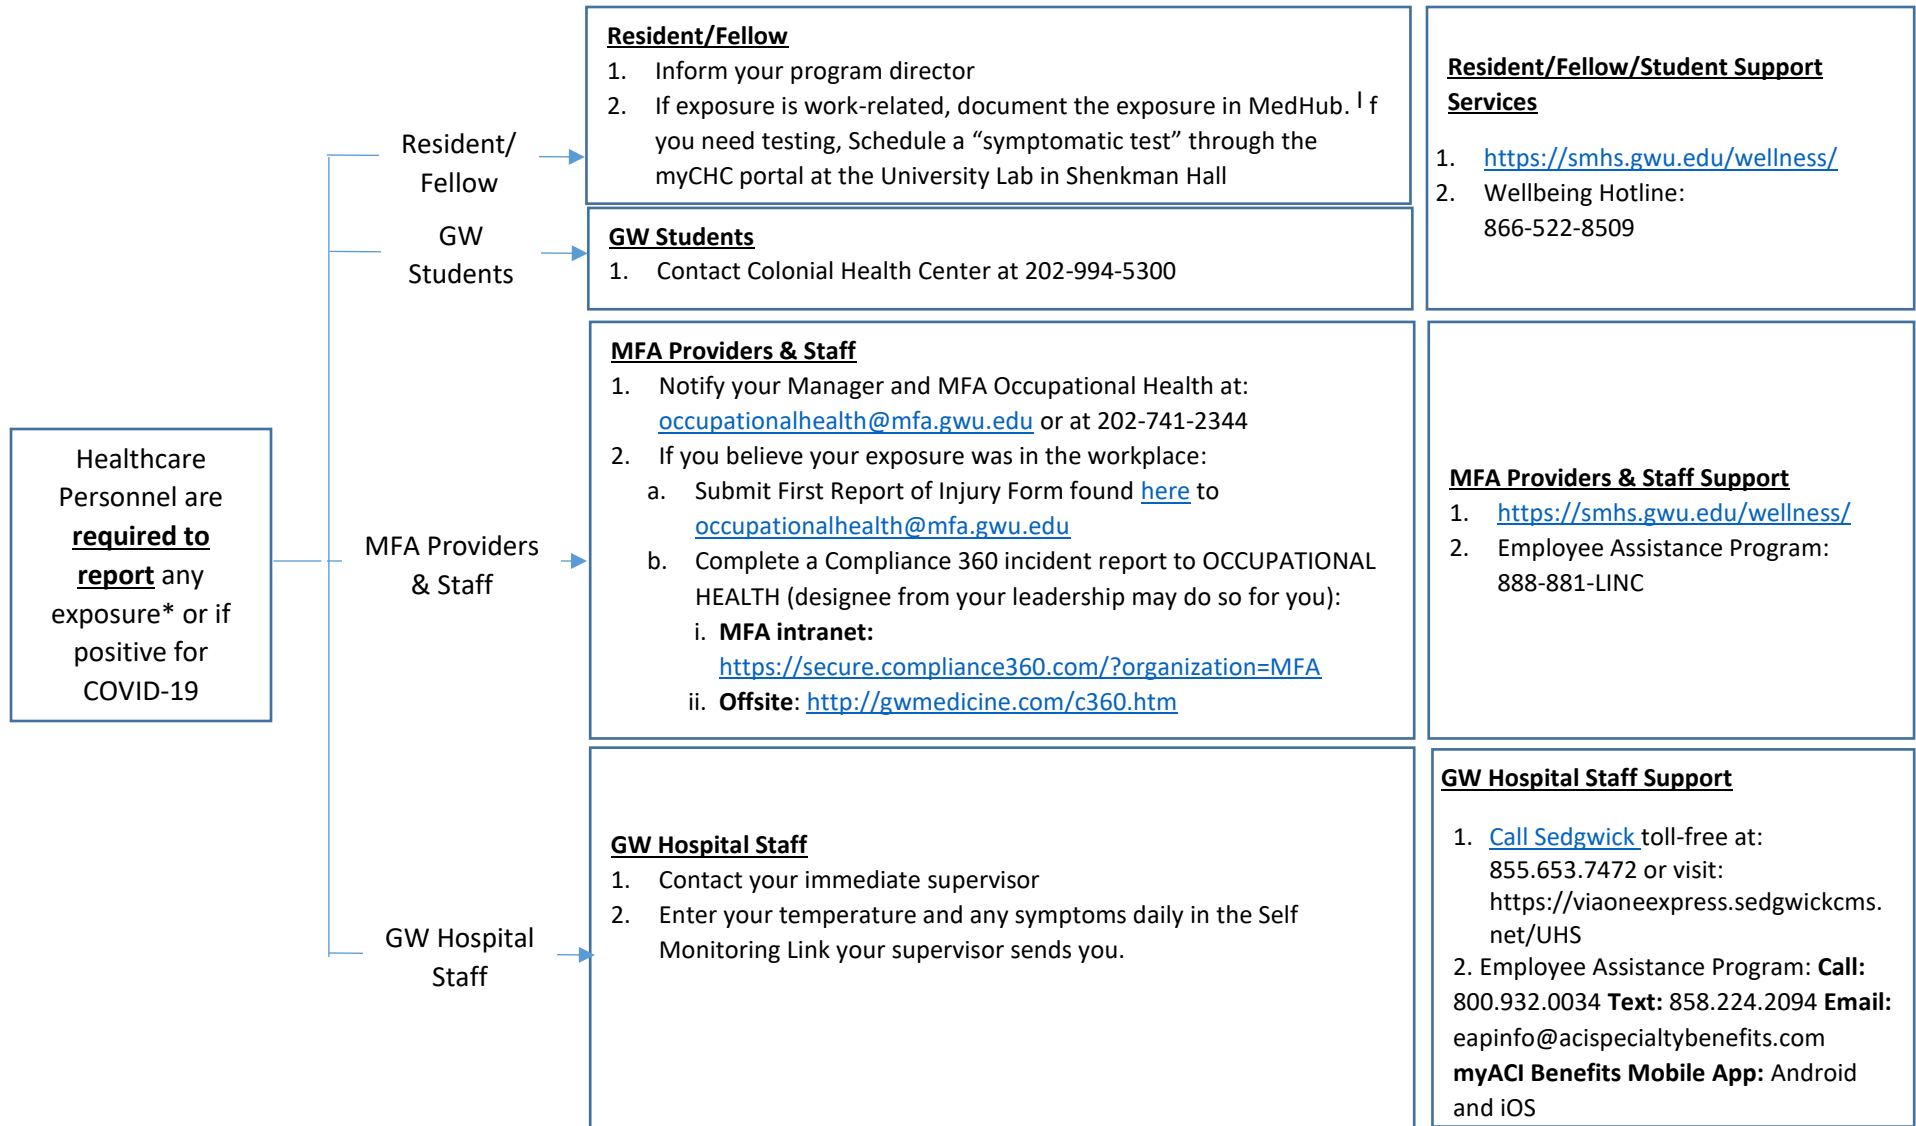 Healthcare
Personnel are
required to
report any
exposure* or if
positive for
COVID-19
Resident/
Fellow
GW
Students
MFA Providers
& Staff
GW Hospital
Staff
Resident/Fellow
1. Inform your program director
2. If exposure is work-related, document the exposure in MedHub. I f
you need testing, Schedule a “symptomatic test” through the
myCHC portal at the University Lab in Shenkman Hall
Resident/Fellow/Student Support
Services
1. https://smhs.gwu.edu/wellness/
2. Wellbeing Hotline:
866-522-8509
GW Students
1. Contact Colonial Health Center at 202-994-5300
MFA Providers & Staff
1. Notify your Manager and MFA Occupational Health at:
occupationalhealth@mfa.gwu.edu or at 202-741-2344
2. If you believe your exposure was in the workplace:
a. Submit First Report of Injury Form found here to
occupationalhealth@mfa.gwu.edu
b. Complete a Compliance 360 incident report to OCCUPATIONAL
HEALTH (designee from your leadership may do so for you):
i. MFA intranet:
https://secure.compliance360.com/?organization=MFA
ii. Offsite: http://gwmedicine.com/c360.htm
MFA Providers & Staff Support
1. https://smhs.gwu.edu/wellness/
2. Employee Assistance Program:
888-881-LINC
GW Hospital Staff
1. Contact your immediate supervisor
2. Enter your temperature and any symptoms daily in the Self
Monitoring Link your supervisor sends you.
GW Hospital Staff Support
1. Call Sedgwick toll-free at:
855.653.7472 or visit:
https://viaoneexpress.sedgwickcms.
net/UHS
2. Employee Assistance Program: Call:
800.932.0034 Text: 858.224.2094 Email:
eapinfo@acispecialtybenefits.com
myACI Benefits Mobile App: Android
and iOS